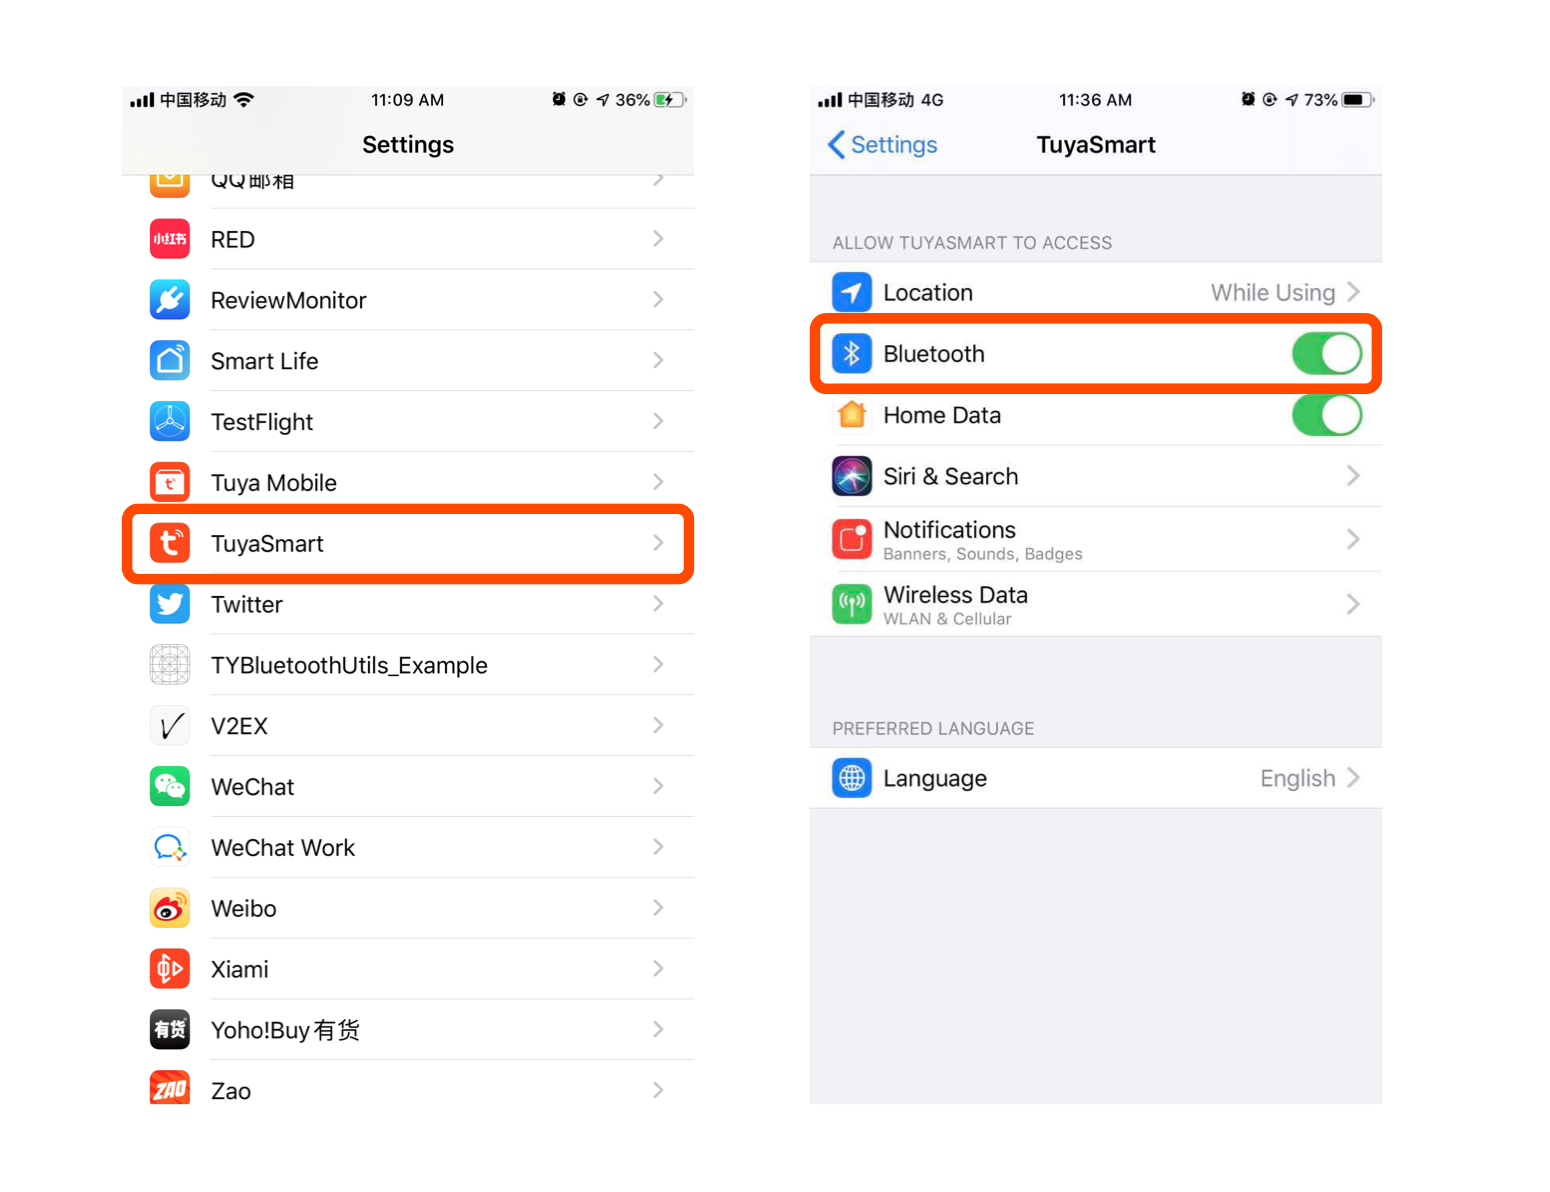 中国移动
11:09 AM
36%
Settings
QQ邮箱
小红书
RED
ReviewMonitor
Smart Life
TestFlight
Tuya Mobile
TuyaSmart
Twitter
TYBluetoothUtils_Example
V2EX
WeChat
WeChat Work
Weibo
Xiami
有货
Yoho!Buy有货
ZAO
Zao
中国移动 4G
11:36 AM
73%
Settings
TuyaSmart
ALLOW TUYASMART TO ACCESS
Location
While Using
Bluetooth
Home Data
Siri & Search
Notifications
Banners, Sounds, Badges
Wireless Data
WLAN & Cellular
PREFERRED LANGUAGE
Language
English